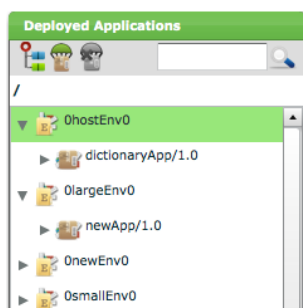 Deployed Applications
/
0hostEnv0
dictionaryApp/1.0
0largeEnv0
newApp/1.0
0newEnv0
0smallEnv0